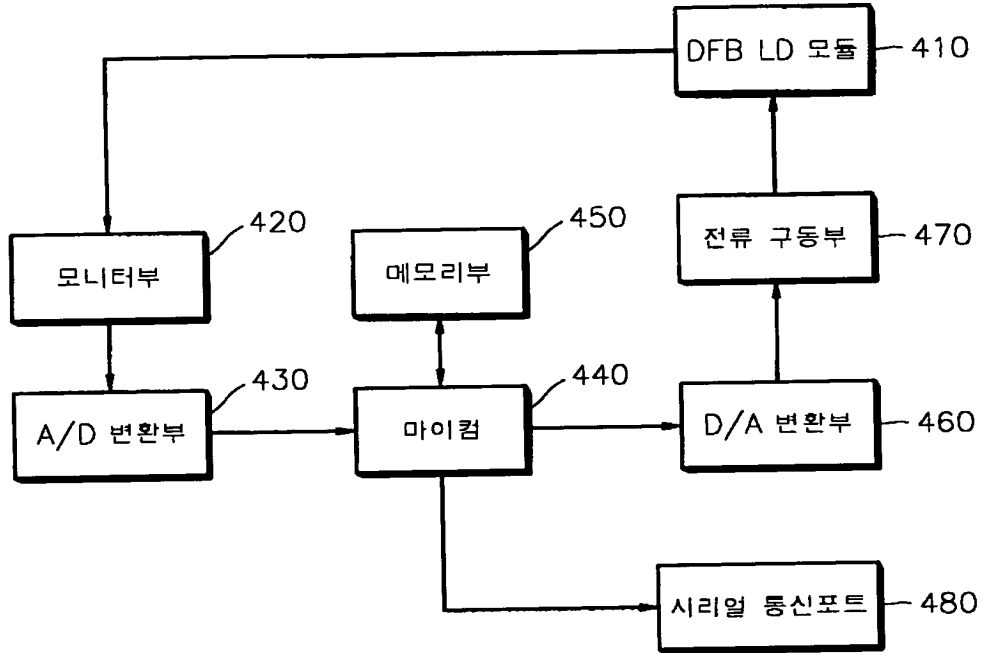 DFB LD 모듈
410
420
450
전류 구동부
470
모니터부
메모리부
430
440
A/D 변환부
마이컴
D/A 변환부
460
시리얼 통신포트
480